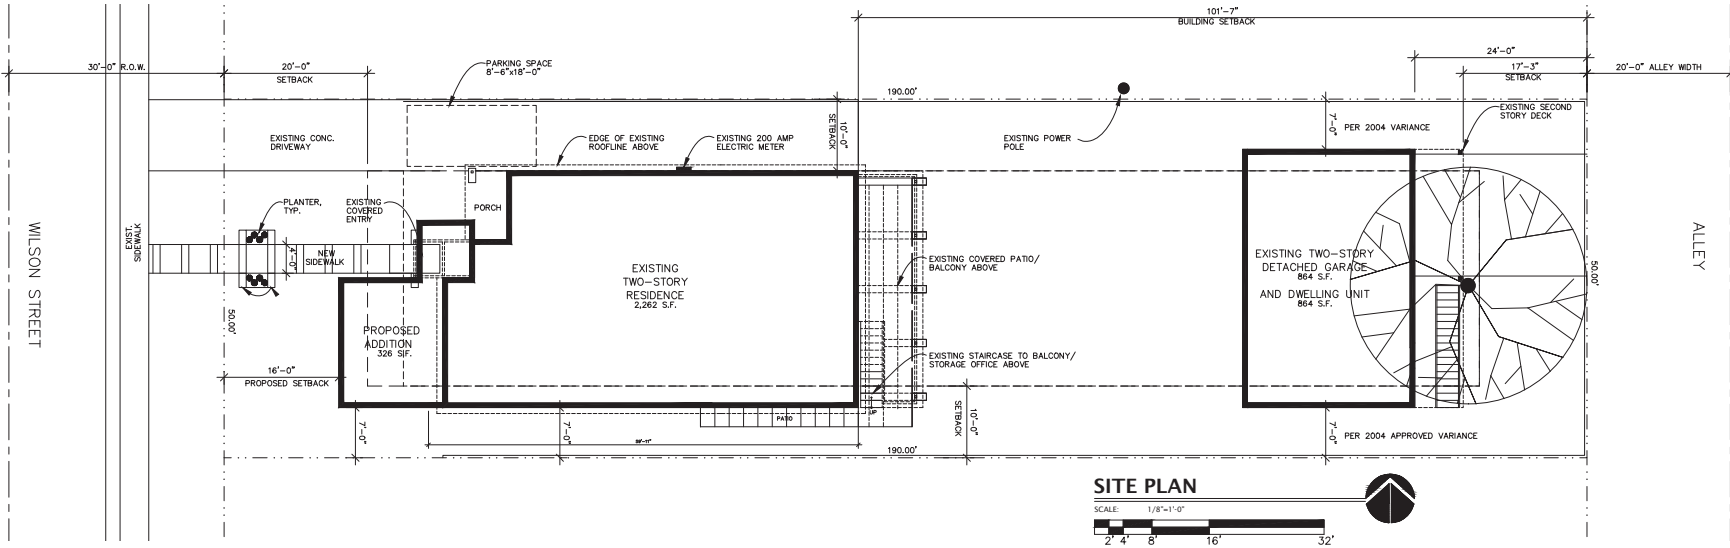 101'-7"
BUILDING SETBACK
30'-0" R.O.W.
20'-0"
SETBACK
PARKING SPACE
8'-6"x18'-0"
24'-0"
17'-3"
SETBACK
20'-0" ALLEY WIDTH
190.00'
EXISTING CONC.
DRIVEWAY
EDGE OF EXISTING
ROOFLINE ABOVE
EXISTING 200 AMP
ELECTRIC METER
10'-0"
SETBACK
EXISTING POWER
POLE
7'-0"
PER 2004 VARIANCE
EXISTING SECOND
STORY DECK
WILSON STREET
EXIST.
SIDEWALK
PLANTER,
TYP.
EXISTING
COVERED
ENTRY
PORCH
4'-0"
NEW
SIDEWALK
EXISTING
TWO-STORY
RESIDENCE
2,262 S.F.
EXISTING COVERED PATIO/
BALCONY ABOVE
EXISTING TWO-STORY
DETACHED GARAGE
864 S.F.
AND DWELLING UNIT
864 S.F.
50.00'
ALLEY
50.00'
PROPOSED
ADDITION
326 S.F.
16'-0"
PROPOSED SETBACK
EXISTING STAIRCASE TO BALCONY/
STORAGE OFFICE ABOVE
UP
PATIO
7'-0"
7'-0"
10'-0"
SETBACK
7'-0"
PER 2004 APPROVED VARIANCE
190.00'
SITE PLAN
SCALE: 1/8"=1'-0"
2' 4' 8' 16' 32'